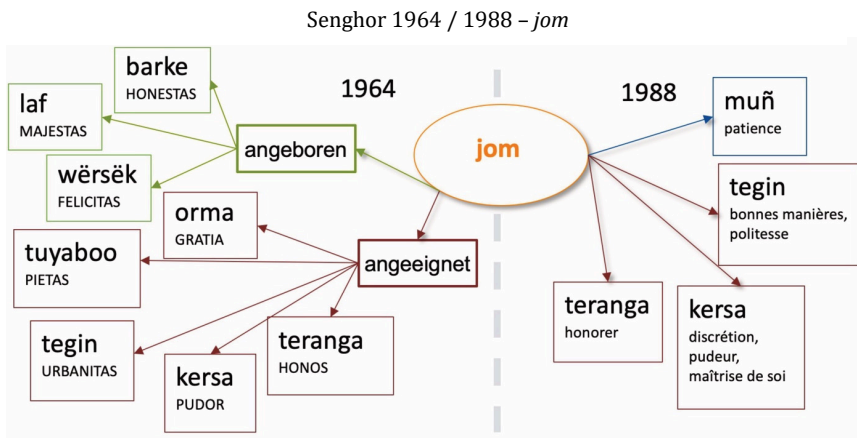 Senghor 1964 / 1988 – jom
1964
barke
HONESTAS
laf
MAJESTAS
wërsëk
FELICITAS
angeboren
jom
orma
GRATIA
tuyaboo
PIETAS
angeeignet
tegin
URBANITAS
kersa
PUDOR
teranga
HONOS
1988
muñ
patience
tegin
bonnes manières,
politesse
teranga
honorer
kersa
discrétion,
pudeur,
maîtrise de soi